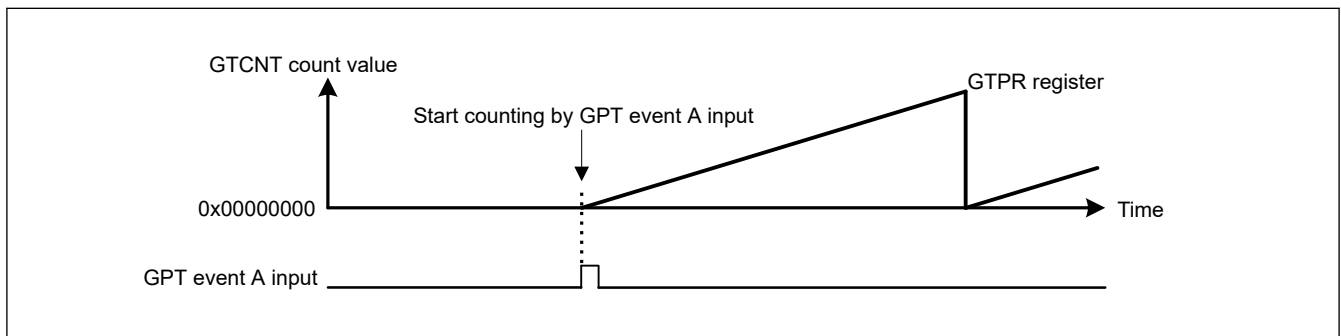 GTCNT count value
GTPR register
Start counting by GPT event A input
0x00000000
Time
GPT event A input